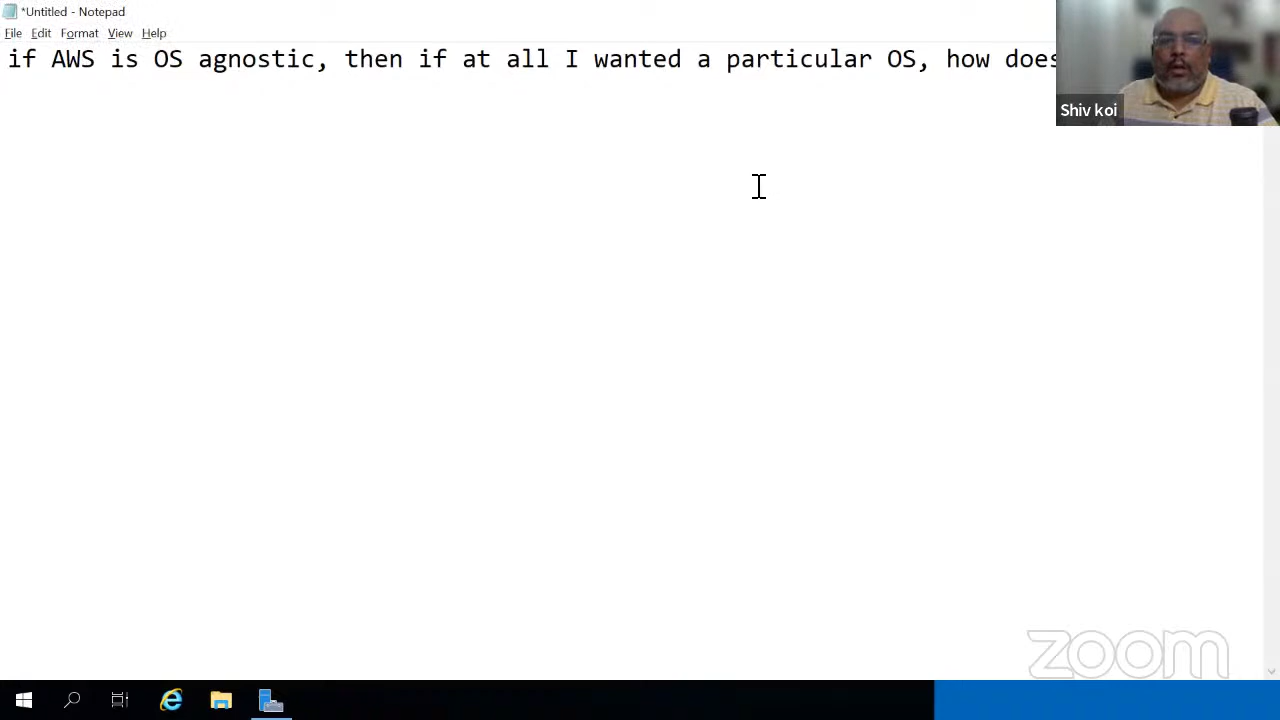 *Untitled - Notepad
File Edit Format View Help
if AWS is OS agnostic, then if at all I wanted a particular OS, how does
Shiv koi
zoom